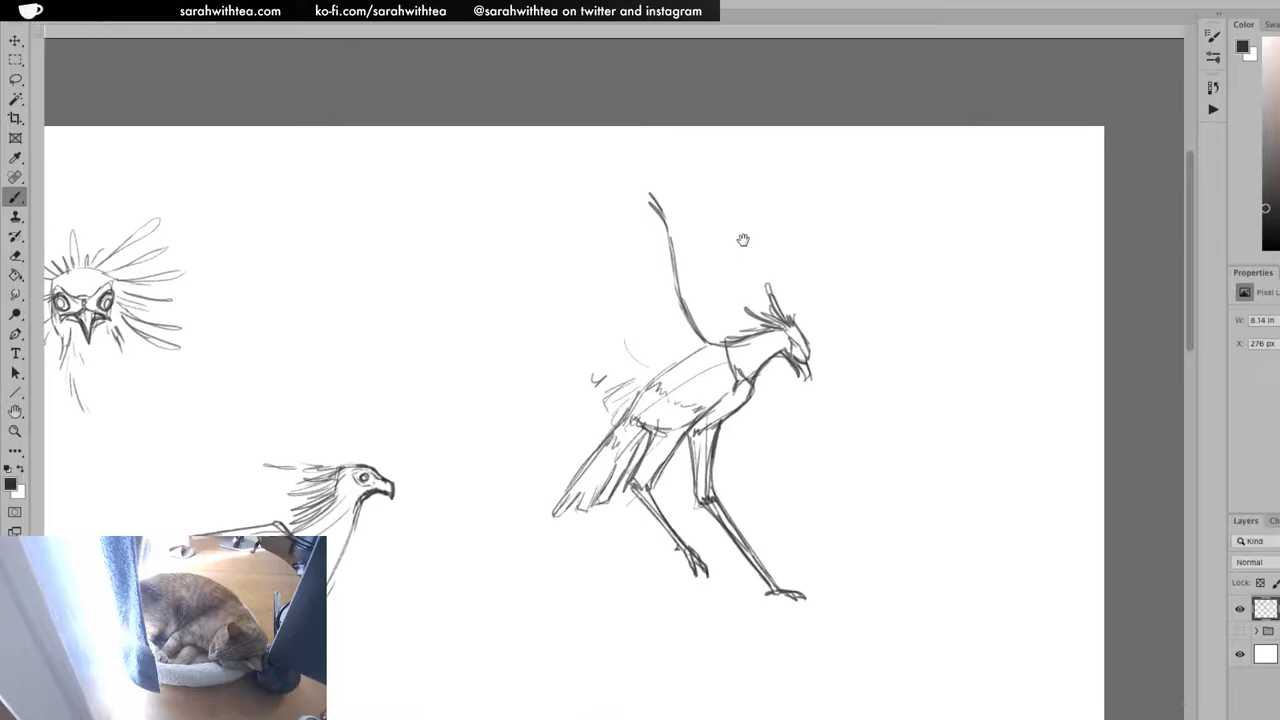 sarahwithtea.com ko-fi.com/sarahwithtea @sarahwithtea on twitter and instagram
Color
Properties
Pixel L
W: 8.14 in
X: 276 px
Layers
Kind
Normal
Lock: